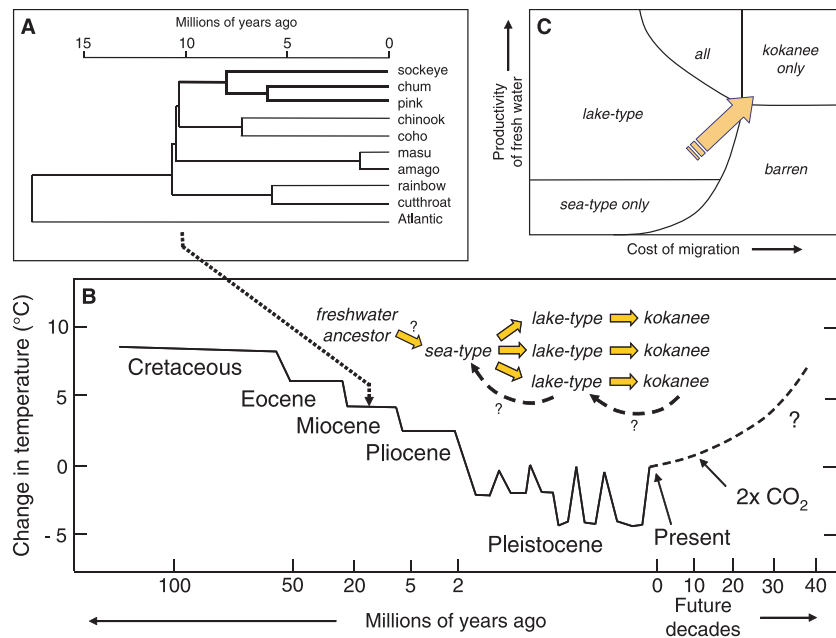 A
Millions of years ago
15 10 5 0
sockeye
chum
pink
chinook
coho
masu
amago
rainbow
cutthroat
Atlantic
C
Productivity
of fresh water
all
kokanee
only
lake-type
barren
sea-type only
Cost of migration
B
Change in temperature (°C)
10
5
0
- 5
freshwater
ancestor
?
sea-type
lake-type kokanee
lake-type kokanee
lake-type kokanee
?
?
Cretaceous
Eocene
Miocene
Pliocene
Pleistocene
?
2x CO₂
Present
100 50 20 5 2 0 10 20 30 40
Millions of years ago
Future
decades